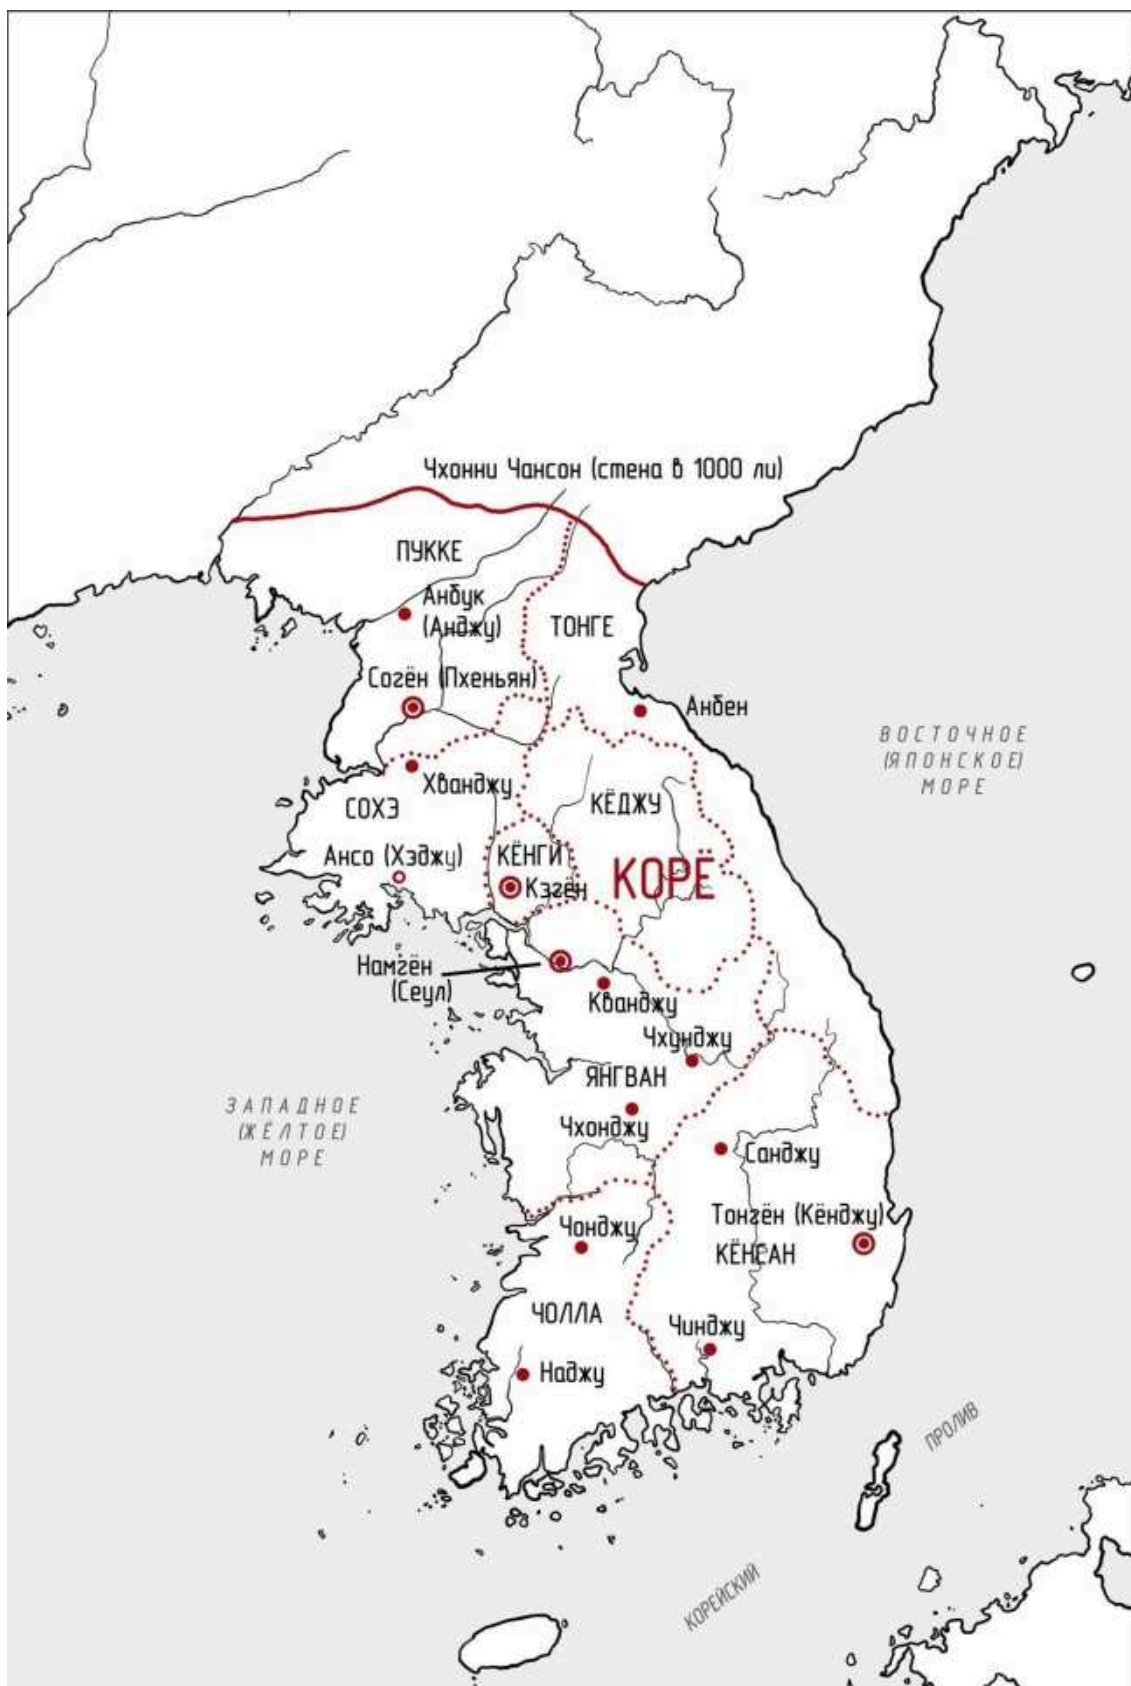 Чхонни Чансон (стена в 1000 ли)
ПУККЕ
Анбук
(Анджу)
ТОНГЕ
Согён (Пхеньян)
Анбен
ВОСТОЧНОЕ
(ЯПОНСКОЕ)
МОРЕ
Хванджу
СОХЭ
КЁДЖУ
Ансо (Хэджу)
КЁНГИ
КОРЁ
Кэгён
Намгён
(Сеул)
Кванджу
Чхунджу
ЯНГВАН
ЗАПАДНОЕ
(ЖЁЛТОЕ)
МОРЕ
Чхонджу
Санджу
Тонгён (Кёнджу)
Чонджу
КЁНСАН
ЧОЛЛА
Чинджу
Наджу
ПРОЛИВ
КОРЕЙСКИЙ